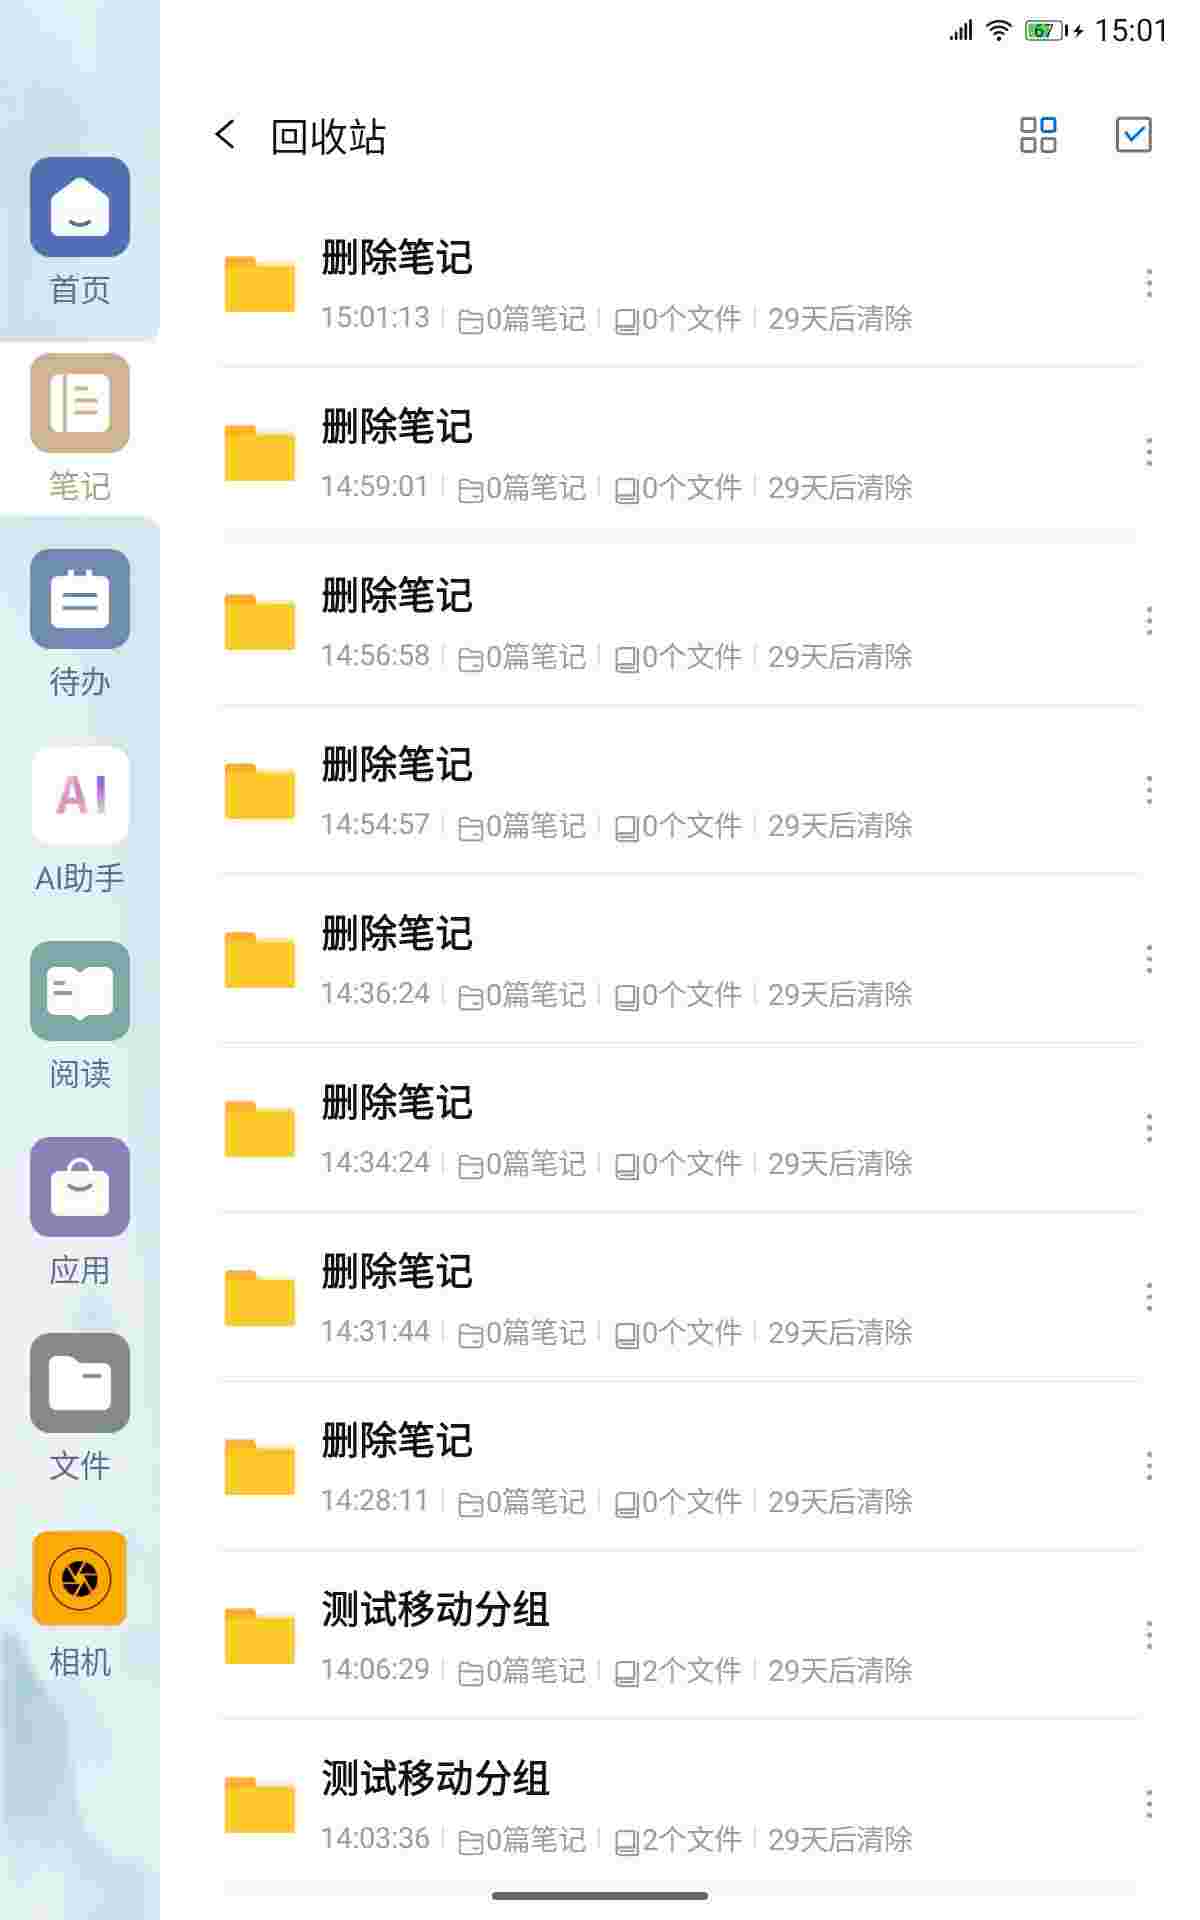 67 15:01
回收站
首页
笔记
待办
AI
AI助手
阅读
应用
文件
相机
删除笔记
15:01:13 0篇笔记 0个文件 29天后清除
删除笔记
14:59:01 0篇笔记 0个文件 29天后清除
删除笔记
14:56:58 0篇笔记 0个文件 29天后清除
删除笔记
14:54:57 0篇笔记 0个文件 29天后清除
删除笔记
14:36:24 0篇笔记 0个文件 29天后清除
删除笔记
14:34:24 0篇笔记 0个文件 29天后清除
删除笔记
14:31:44 0篇笔记 0个文件 29天后清除
删除笔记
14:28:11 0篇笔记 0个文件 29天后清除
测试移动分组
14:06:29 0篇笔记 2个文件 29天后清除
测试移动分组
14:03:36 0篇笔记 2个文件 29天后清除